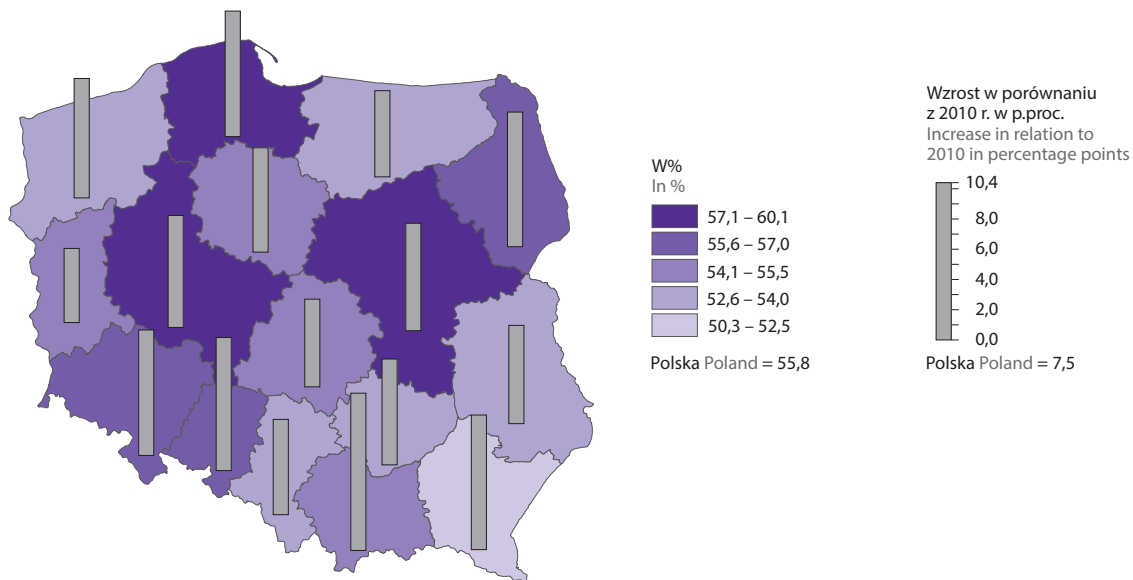 W%
In %
57,1 – 60,1
55,6 – 57,0
54,1 – 55,5
52,6 – 54,0
50,3 – 52,5
Polska Poland = 55,8
Wzrost w porównaniu
z 2010 r. w p.proc.
Increase in relation to
2010 in percentage points
10,4
8,0
6,0
4,0
2,0
0,0
Polska Poland = 7,5